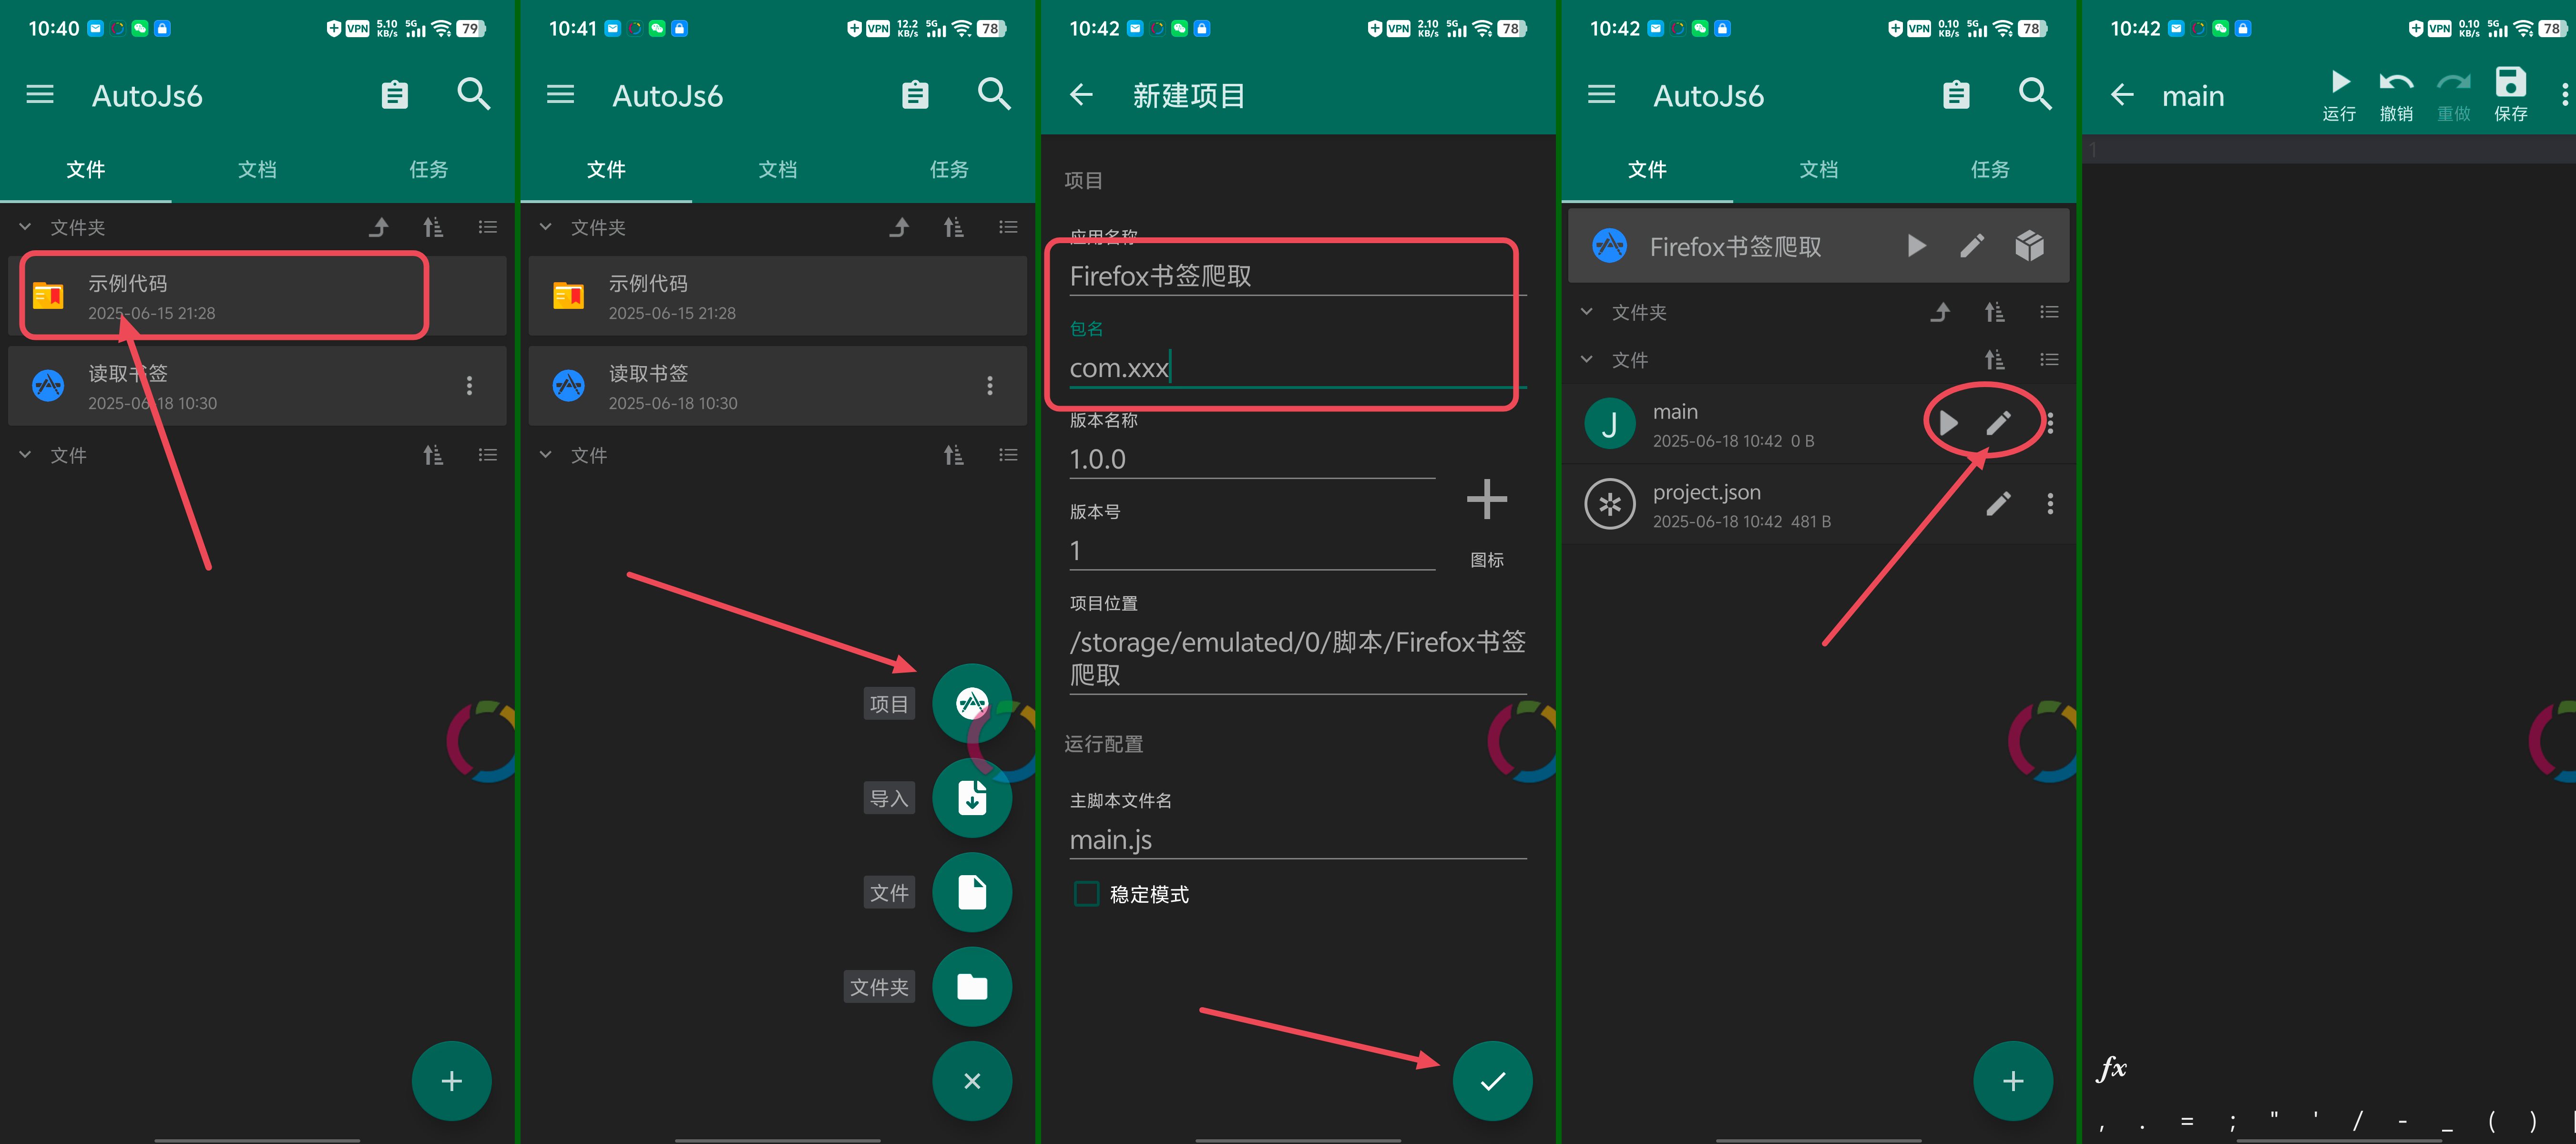 10:40
VPN
5.10 KB/s
5G
79
AutoJs6
文件
文档
任务
文件夹
示例代码
2025-06-15 21:28
读取书签
2025-06-18 10:30
文件
10:41
VPN
12.2 KB/s
5G
78
AutoJs6
文件
文档
任务
文件夹
示例代码
2025-06-15 21:28
读取书签
2025-06-18 10:30
文件
项目
导入
文件
文件夹
10:42
VPN
2.10 KB/s
5G
78
新建项目
项目
应用名称
Firefox书签爬取
包名
com.xxx
版本名称
1.0.0
版本号
1
图标
项目位置
/storage/emulated/0/脚本/Firefox书签
爬取
运行配置
主脚本文件名
main.js
稳定模式
10:42
VPN
0.10 KB/s
5G
78
AutoJs6
文件
文档
任务
Firefox书签爬取
文件夹
文件
J
main
2025-06-18 10:42 0 B
project.json
2025-06-18 10:42 481 B
10:42
VPN
0.10 KB/s
5G
78
main
运行
撤销
重做
保存
1
fx
, . = ; " ' / - _ ( )